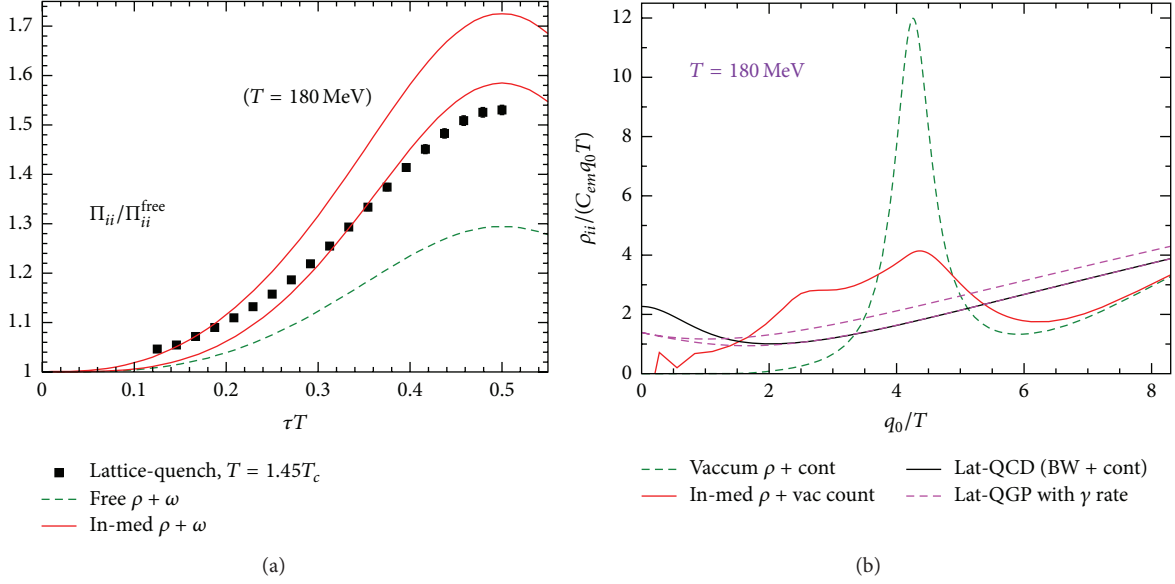 1.7
1.6
1.5
1.4
1.3
1.2
1.1
1
0 0.1 0.2 0.3 0.4 0.5
(T = 180 MeV)
Π_ii/Π_ii^free
τT
Lattice-quench, T = 1.45T_c
Free ρ + ω
In-med ρ + ω
(a)
12
10
8
6
4
2
0
0 2 4 6 8
T = 180 MeV
ρ_ii/(C_em q_0 T)
q_0/T
Vaccum ρ + cont
In-med ρ + vac count
Lat-QCD (BW + cont)
Lat-QGP with γ rate
(b)